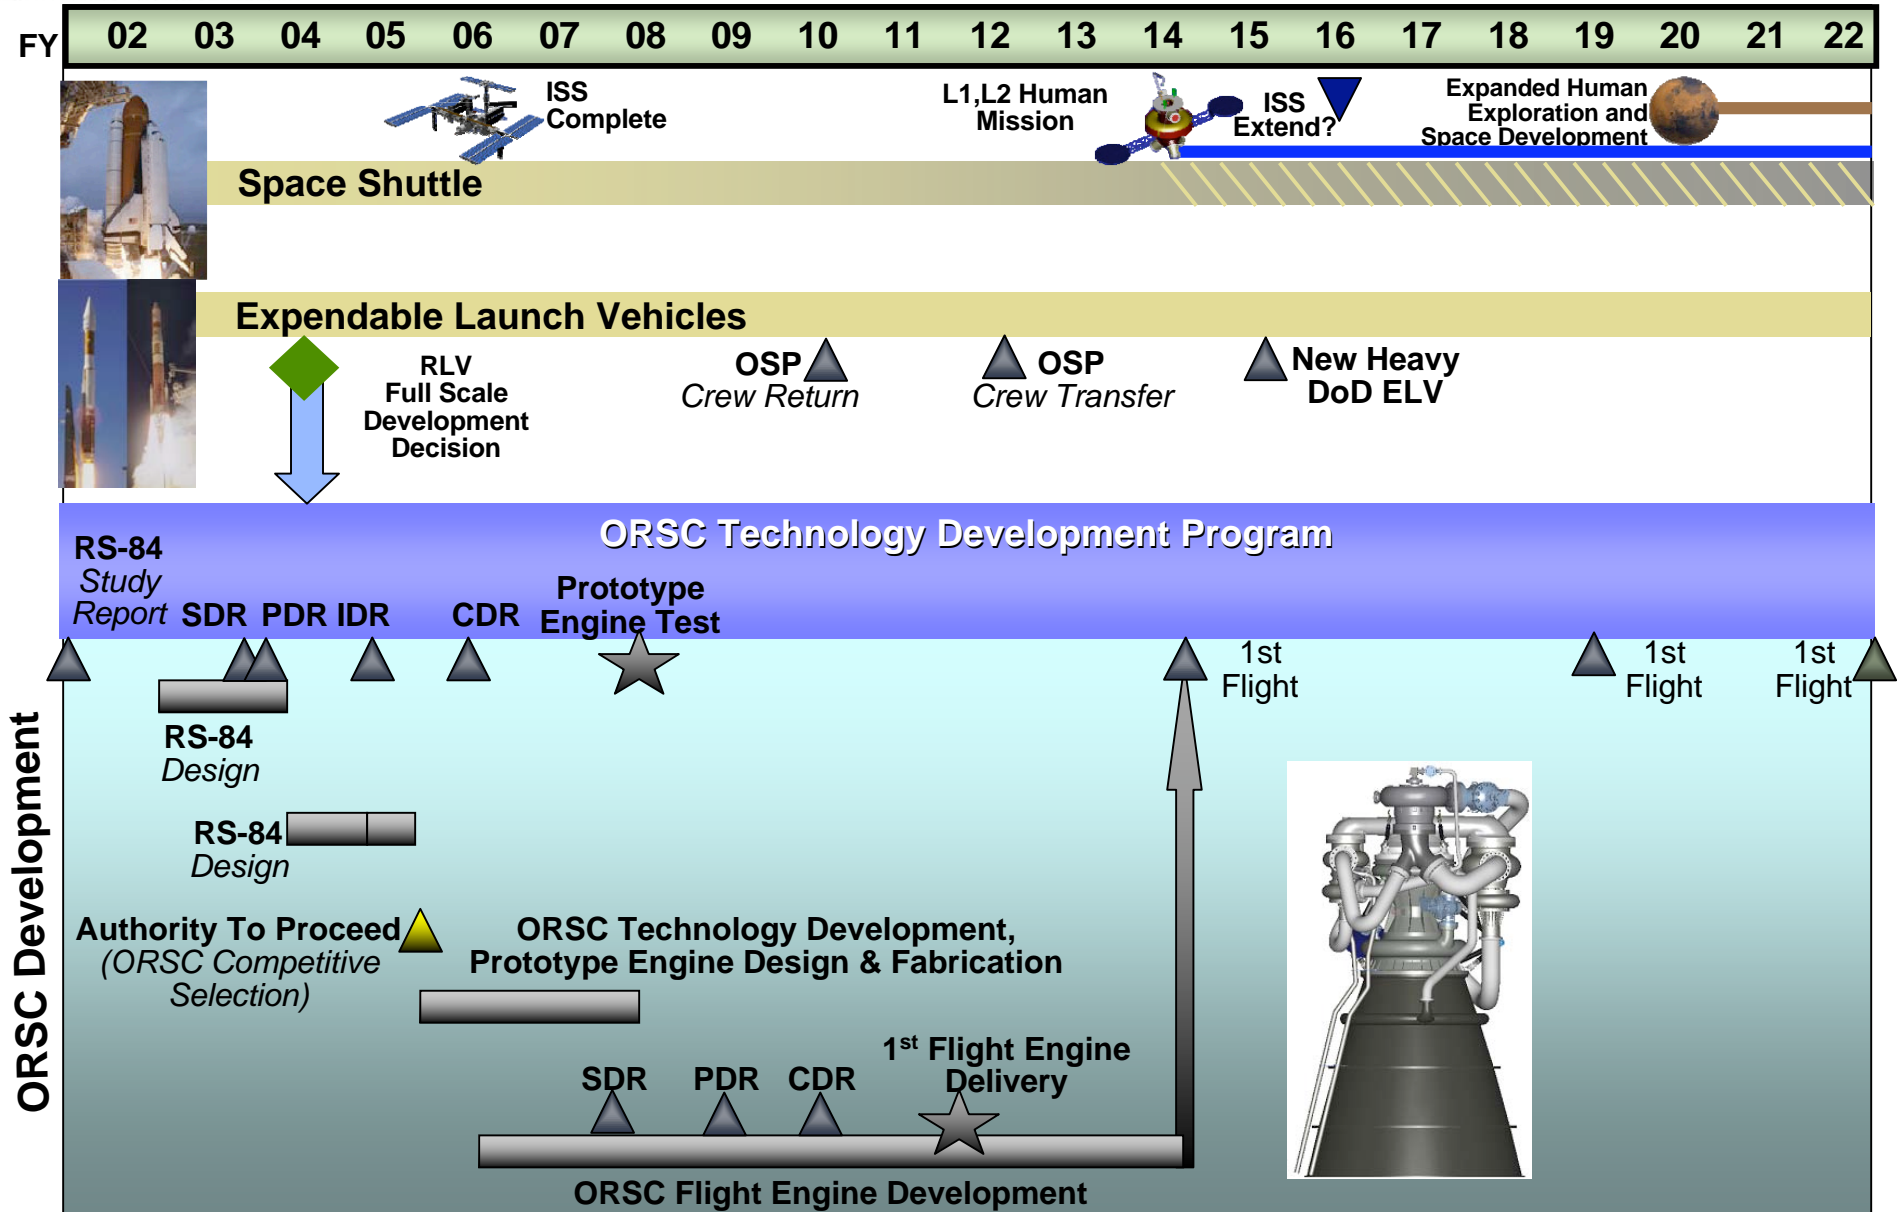 FY 02 03 04 05 06 07 08 09 10 11 12 13 14 15 16 17 18 19 20 21 22
ISS
Complete
L1,L2 Human
Mission
ISS
Extend?
Expanded Human
Exploration and
Space Development
Space Shuttle
Expendable Launch Vehicles
RLV
Full Scale
Development
Decision
OSP
Crew Return
OSP
Crew Transfer
New Heavy
DoD ELV
ORSC Technology Development Program
RS-84
Study
Report
SDR PDR IDR CDR
Prototype
Engine Test
1st
Flight
1st
Flight
1st
Flight
ORSC Development
RS-84
Design
RS-84
Design
Authority To Proceed
(ORSC Competitive
Selection)
ORSC Technology Development,
Prototype Engine Design & Fabrication
SDR PDR CDR
1st Flight Engine
Delivery
ORSC Flight Engine Development